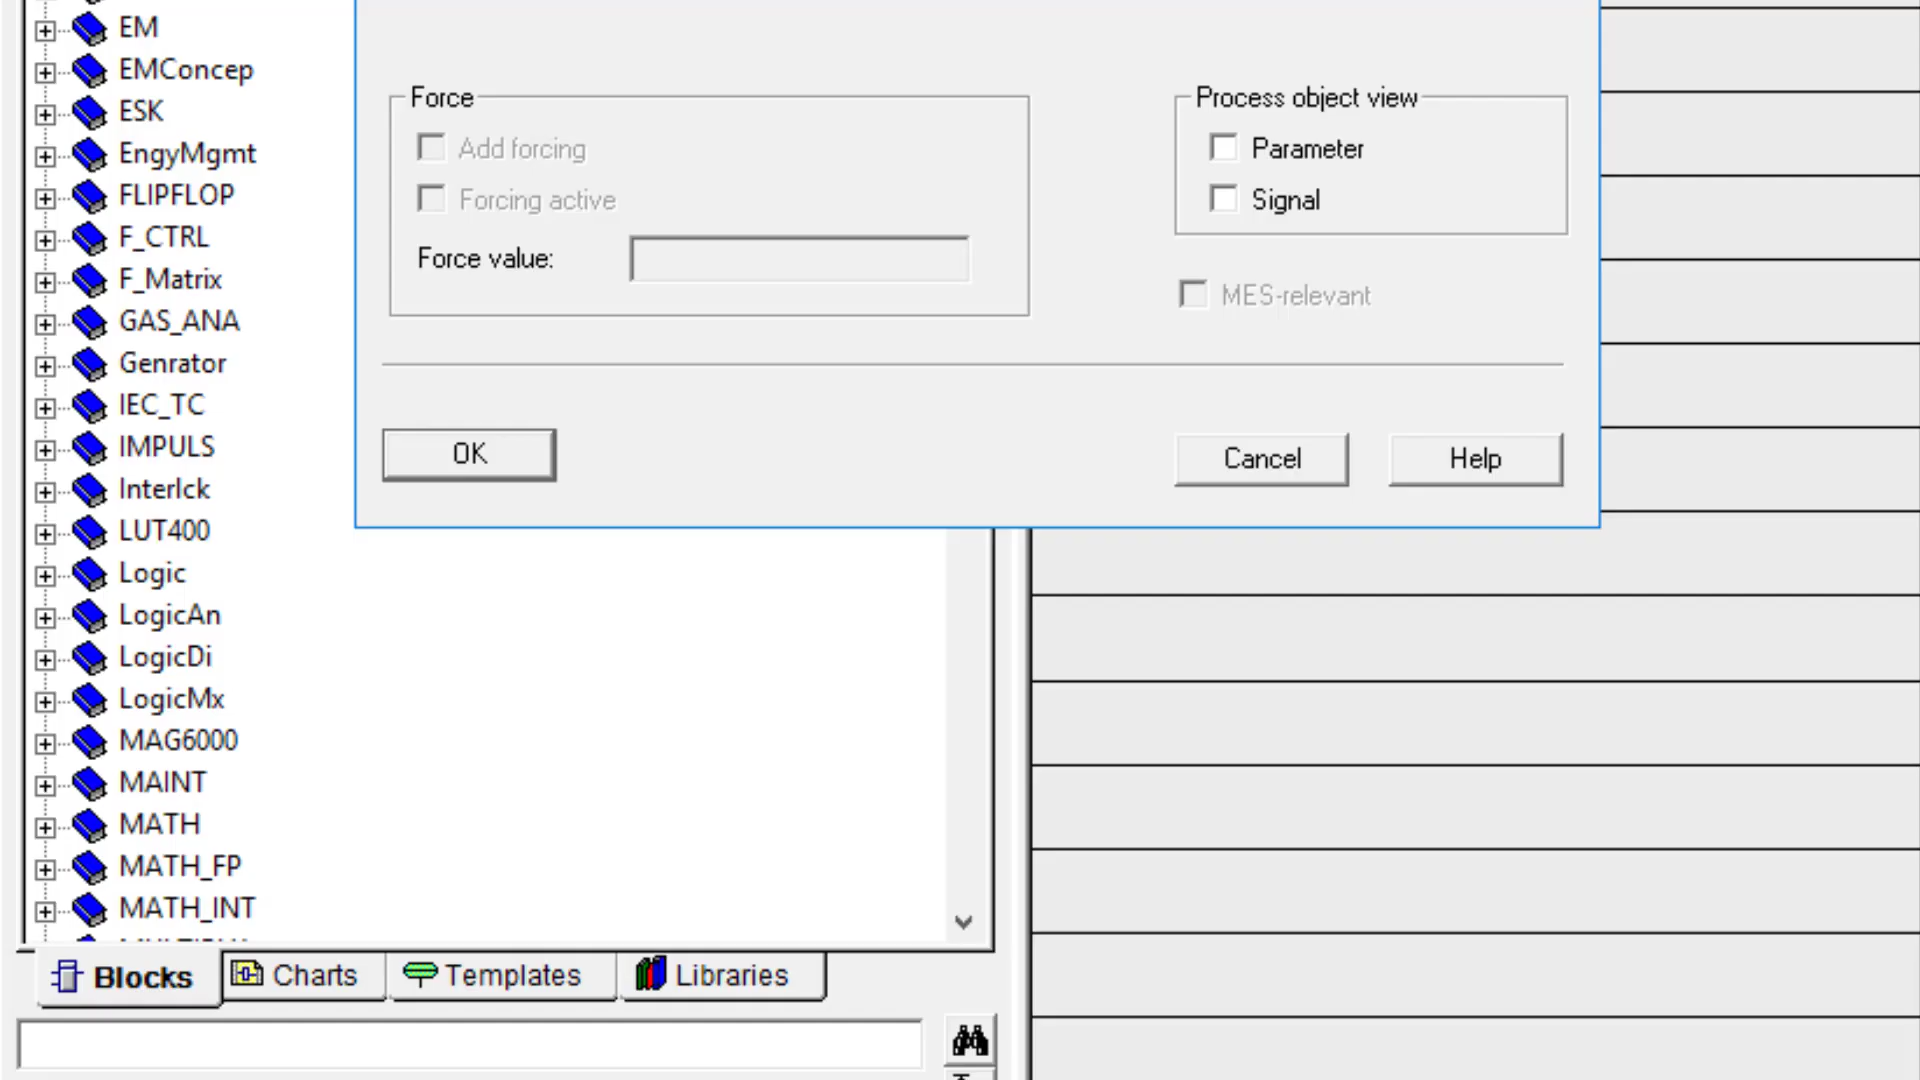 EM
EMConcep
ESK
EngyMgmt
FLIPFLOP
F_CTRL
F_Matrix
GAS_ANA
Genrator
IEC_TC
IMPULS
Interlck
LUT400
Logic
LogicAn
LogicDi
LogicMx
MAG6000
MAINT
MATH
MATH_FP
MATH_INT
Force
Add forcing
Forcing active
Force value:
Process object view
Parameter
Signal
MES-relevant
OK
Cancel
Help
Blocks
Charts
Templates
Libraries